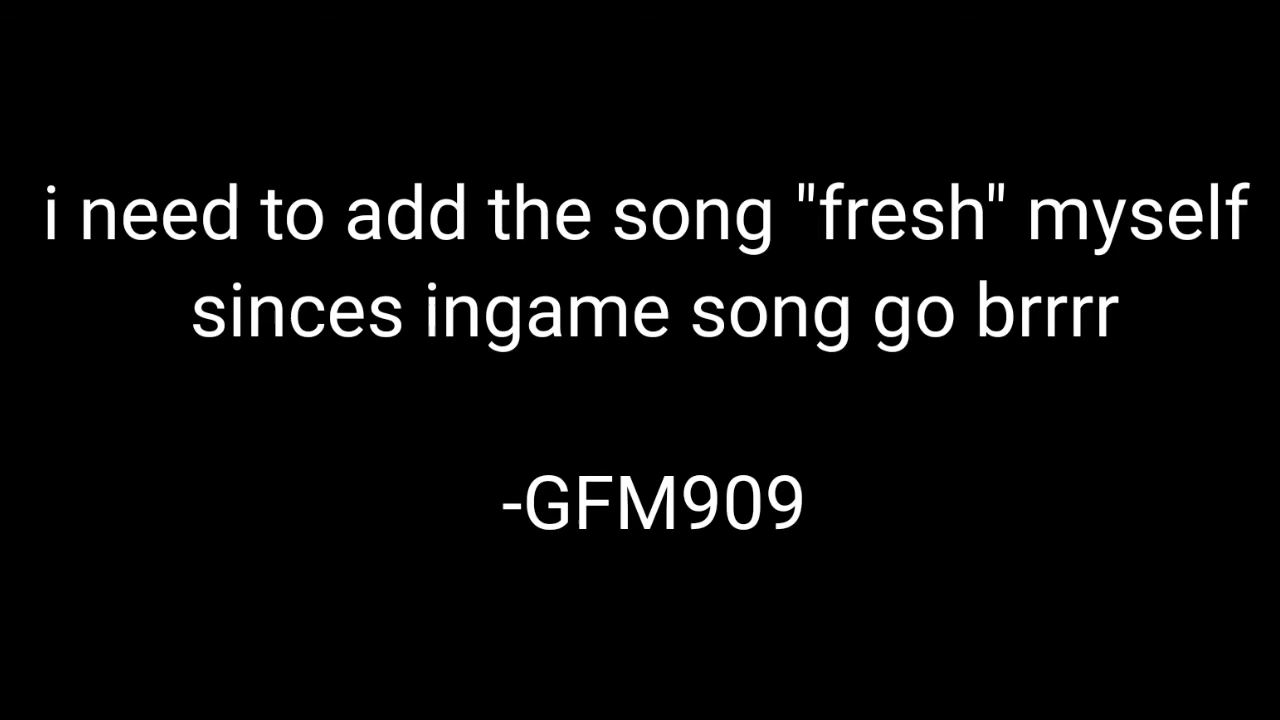 i need to add the song "fresh" myself
sinces ingame song go brrrr
-GFM909